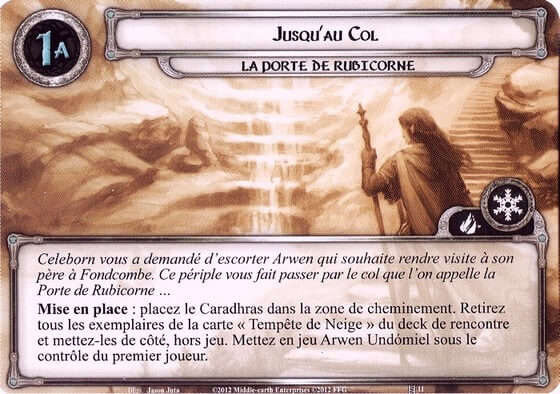 1A
JUSQU'AU COL
LA PORTE DE RUBICORNE
Celeborn vous a demandé d'escorter Arwen qui souhaite rendre visite à son
père à Fondcombe. Ce périple vous fait passer par le col que l'on appelle la
Porte de Rubicorne ...
Mise en place : placez le Caradhras dans la zone de cheminement. Retirez
tous les exemplaires de la carte « Tempête de Neige » du deck de rencontre
et mettez-les de côté, hors jeu. Mettez en jeu Arwen Undómiel sous le
contrôle du premier joueur.
Illus. Jason Juta ©2012 Middle-earth Enterprises ©2012 FFG 11